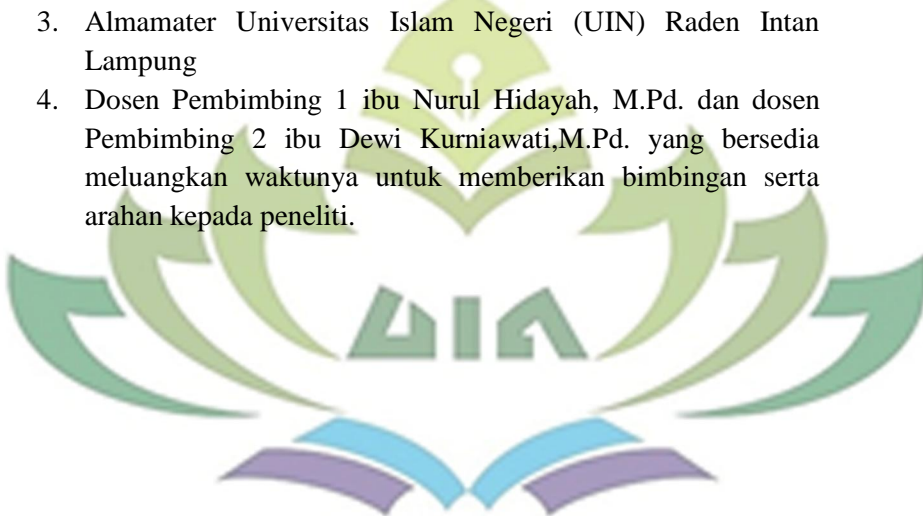 3. Almamater Universitas Islam Negeri (UIN) Raden Intan
Lampung
4. Dosen Pembimbing 1 ibu Nurul Hidayah, M.Pd. dan dosen
Pembimbing 2 ibu Dewi Kurniawati,M.Pd. yang bersedia
meluangkan waktunya untuk memberikan bimbingan serta
arahan kepada peneliti.
UIN